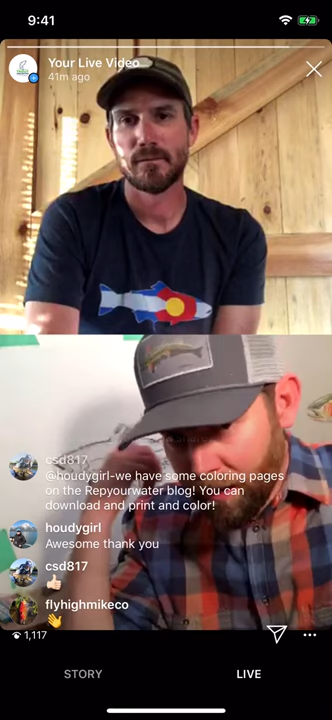 9:41
Your Live Video
41m ago
csd817
@houdygirl-we have some coloring pages
on the Repyourwater blog! You can
download and print and color!
houdygirl
Awesome thank you
csd817
👍🏻
flyhighmikeco
👋
1,117
STORY
LIVE